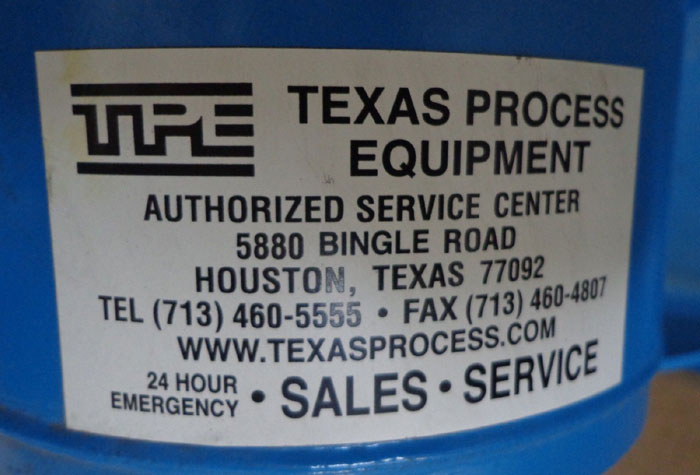 TPE TEXAS PROCESS
EQUIPMENT
AUTHORIZED SERVICE CENTER
5880 BINGLE ROAD
HOUSTON, TEXAS 77092
TEL (713) 460-5555 • FAX (713) 460-4807
WWW.TEXASPROCESS.COM
24 HOUR
EMERGENCY • SALES • SERVICE